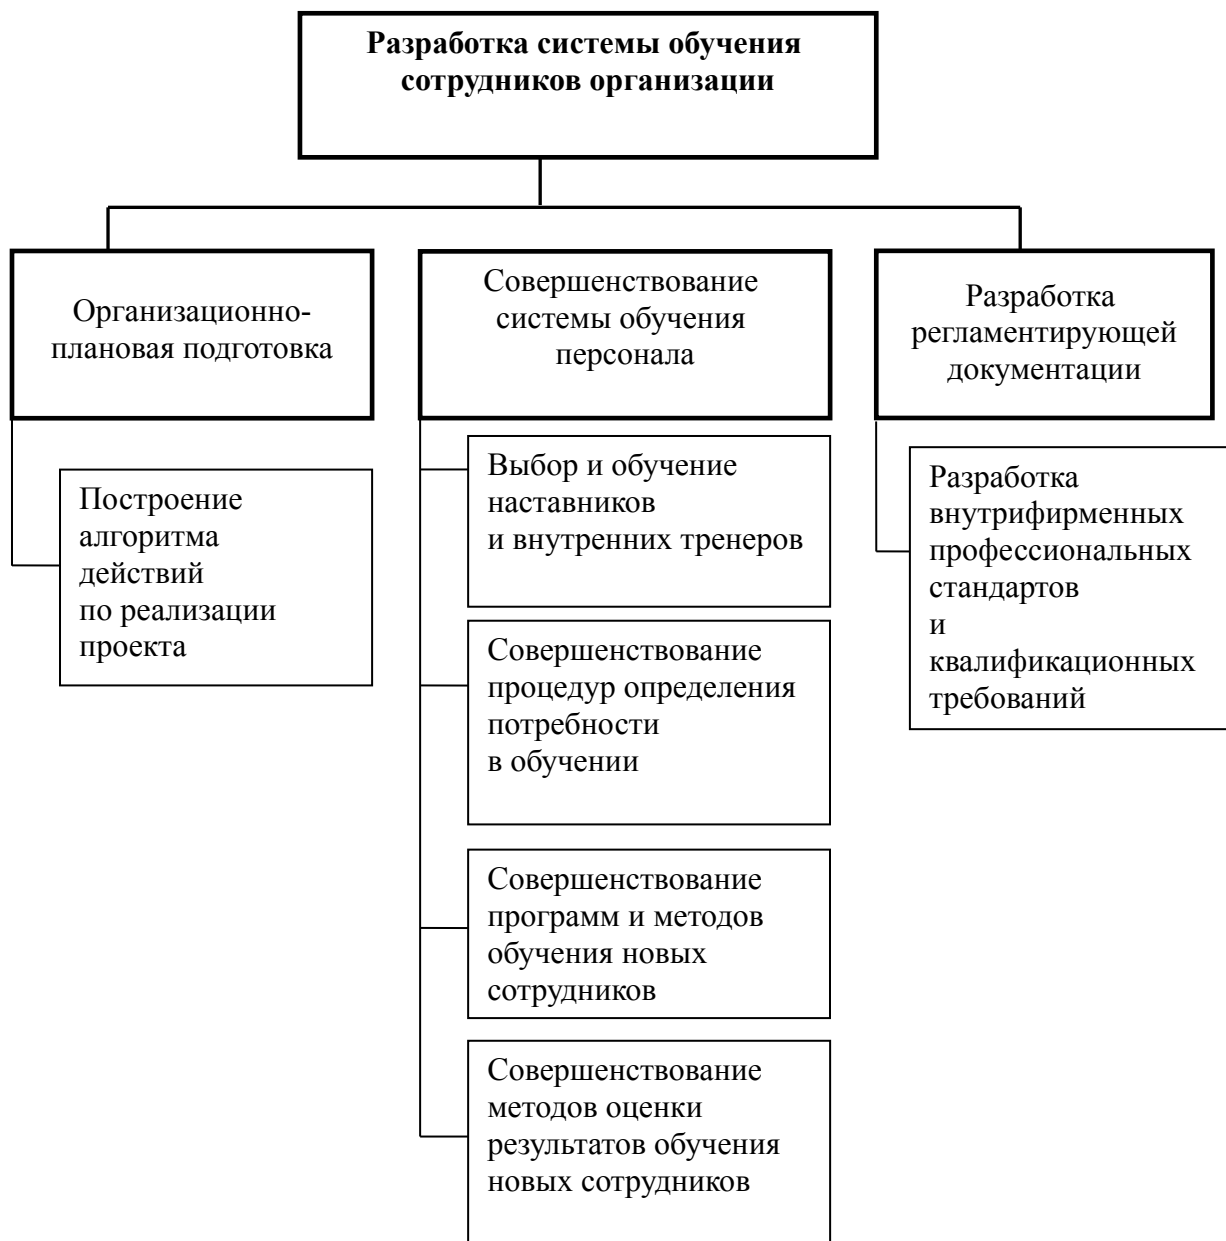 Разработка системы обучения
сотрудников организации
Организационно-
плановая подготовка
Совершенствование
системы обучения
персонала
Разработка
регламентирующей
документации
Построение
алгоритма
действий
по реализации
проекта
Выбор и обучение
наставников
и внутренних тренеров
Совершенствование
процедур определения
потребности
в обучении
Совершенствование
программ и методов
обучения новых
сотрудников
Совершенствование
методов оценки
результатов обучения
новых сотрудников
Разработка
внутрифирменных
профессиональных
стандартов
и
квалификационных
требований